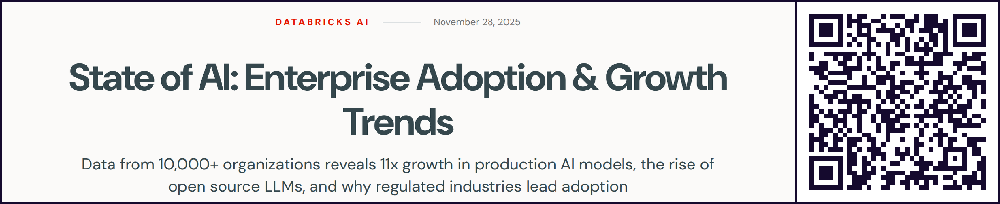 DATABRICKS AI November 28, 2025
State of AI: Enterprise Adoption & Growth
Trends
Data from 10,000+ organizations reveals 11x growth in production AI models, the rise of
open source LLMs, and why regulated industries lead adoption